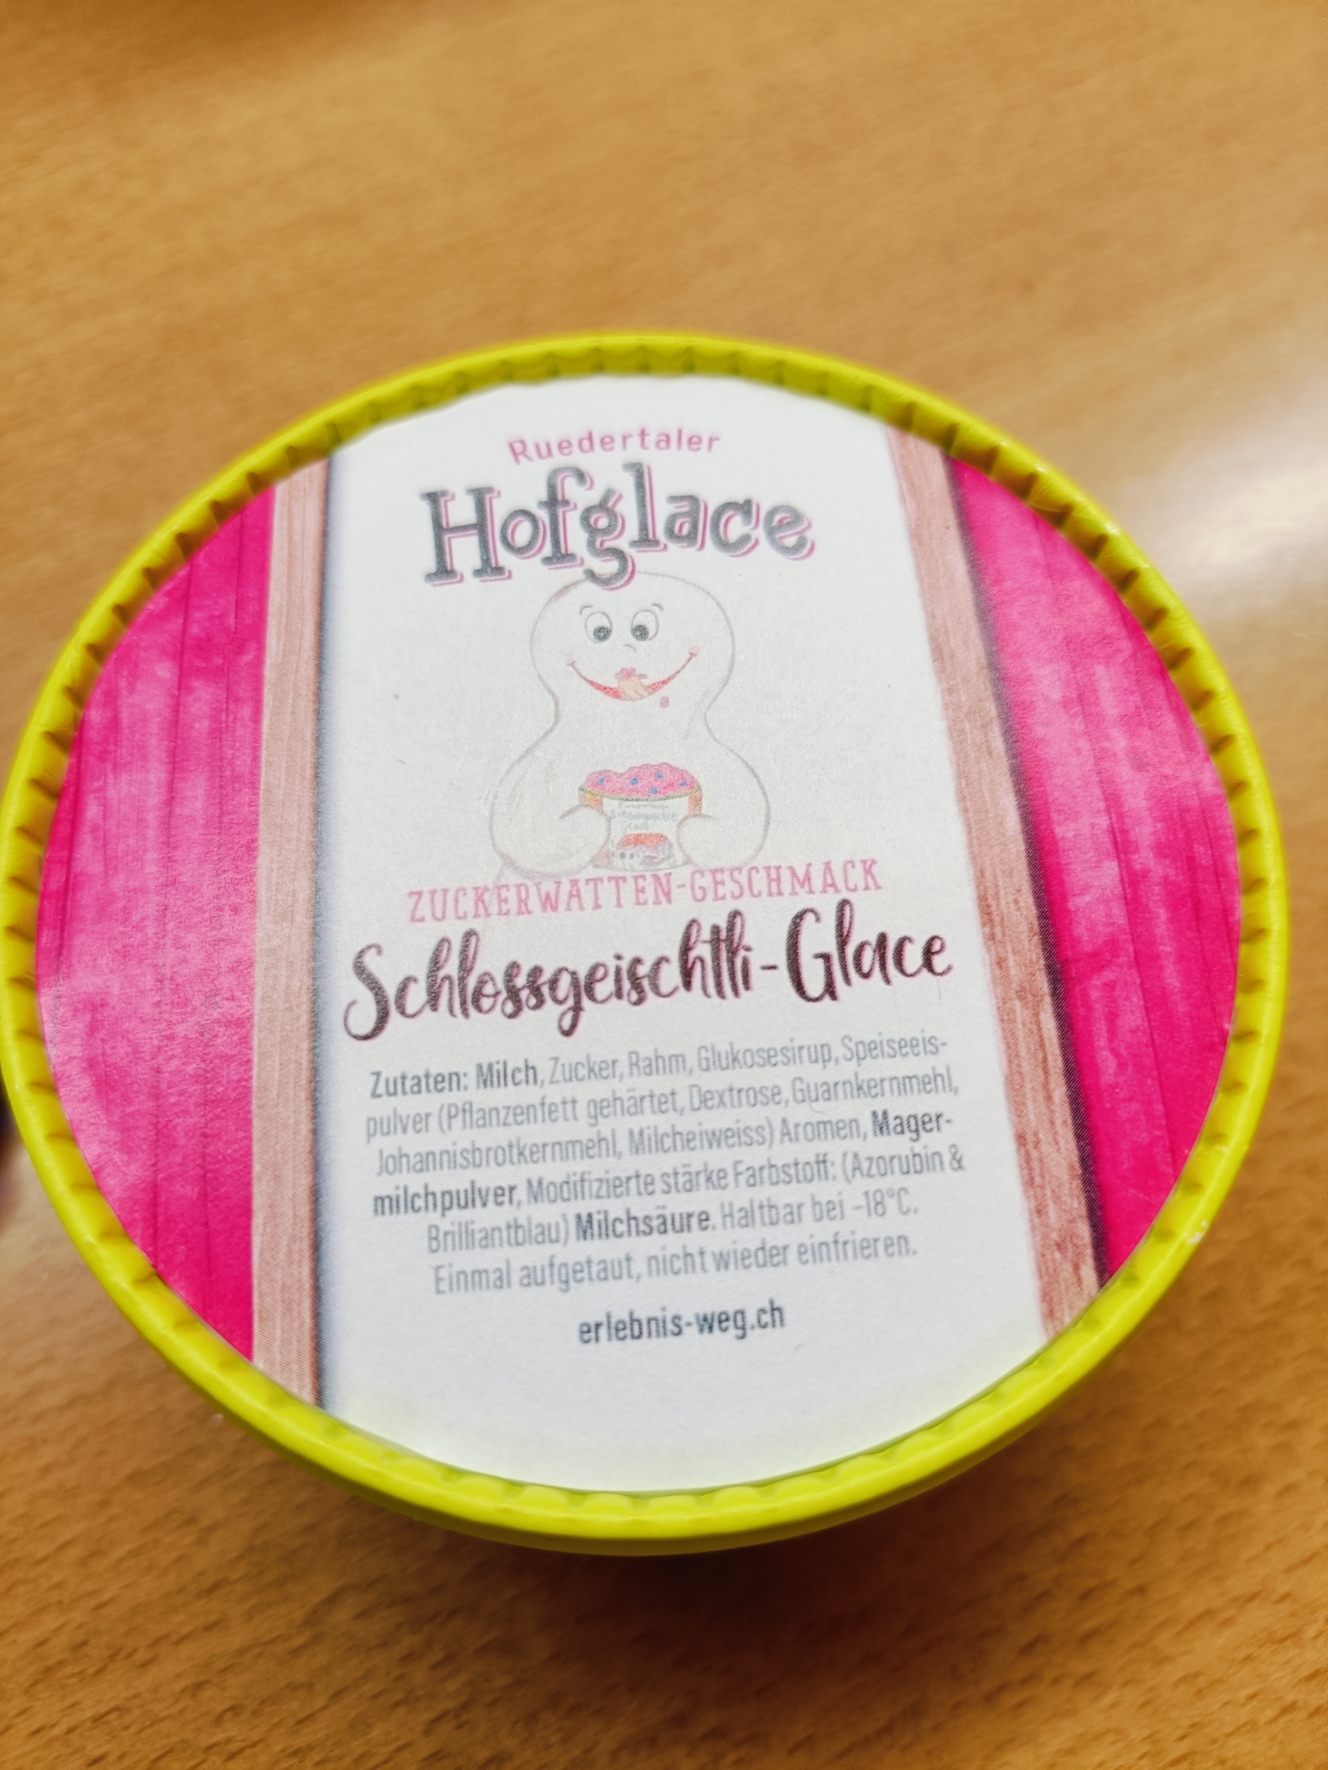 Ruedertaler
Hofglace
ZUCKERWATTEN-GESCHMACK
Schlossgeischtli-Glace
Zutaten: Milch, Zucker, Rahm, Glukosesirup, Speiseeis-
pulver (Pflanzenfett gehärtet, Dextrose, Guarnkernmehl,
Johannisbrotkernmehl, Milcheiweiss) Aromen, Mager-
milchpulver, Modifizierte stärke Farbstoff: (Azorubin &
Brilliantblau) Milchsäure. Haltbar bei -18°C.
Einmal aufgetaut, nicht wieder einfrieren.
erlebnis-weg.ch